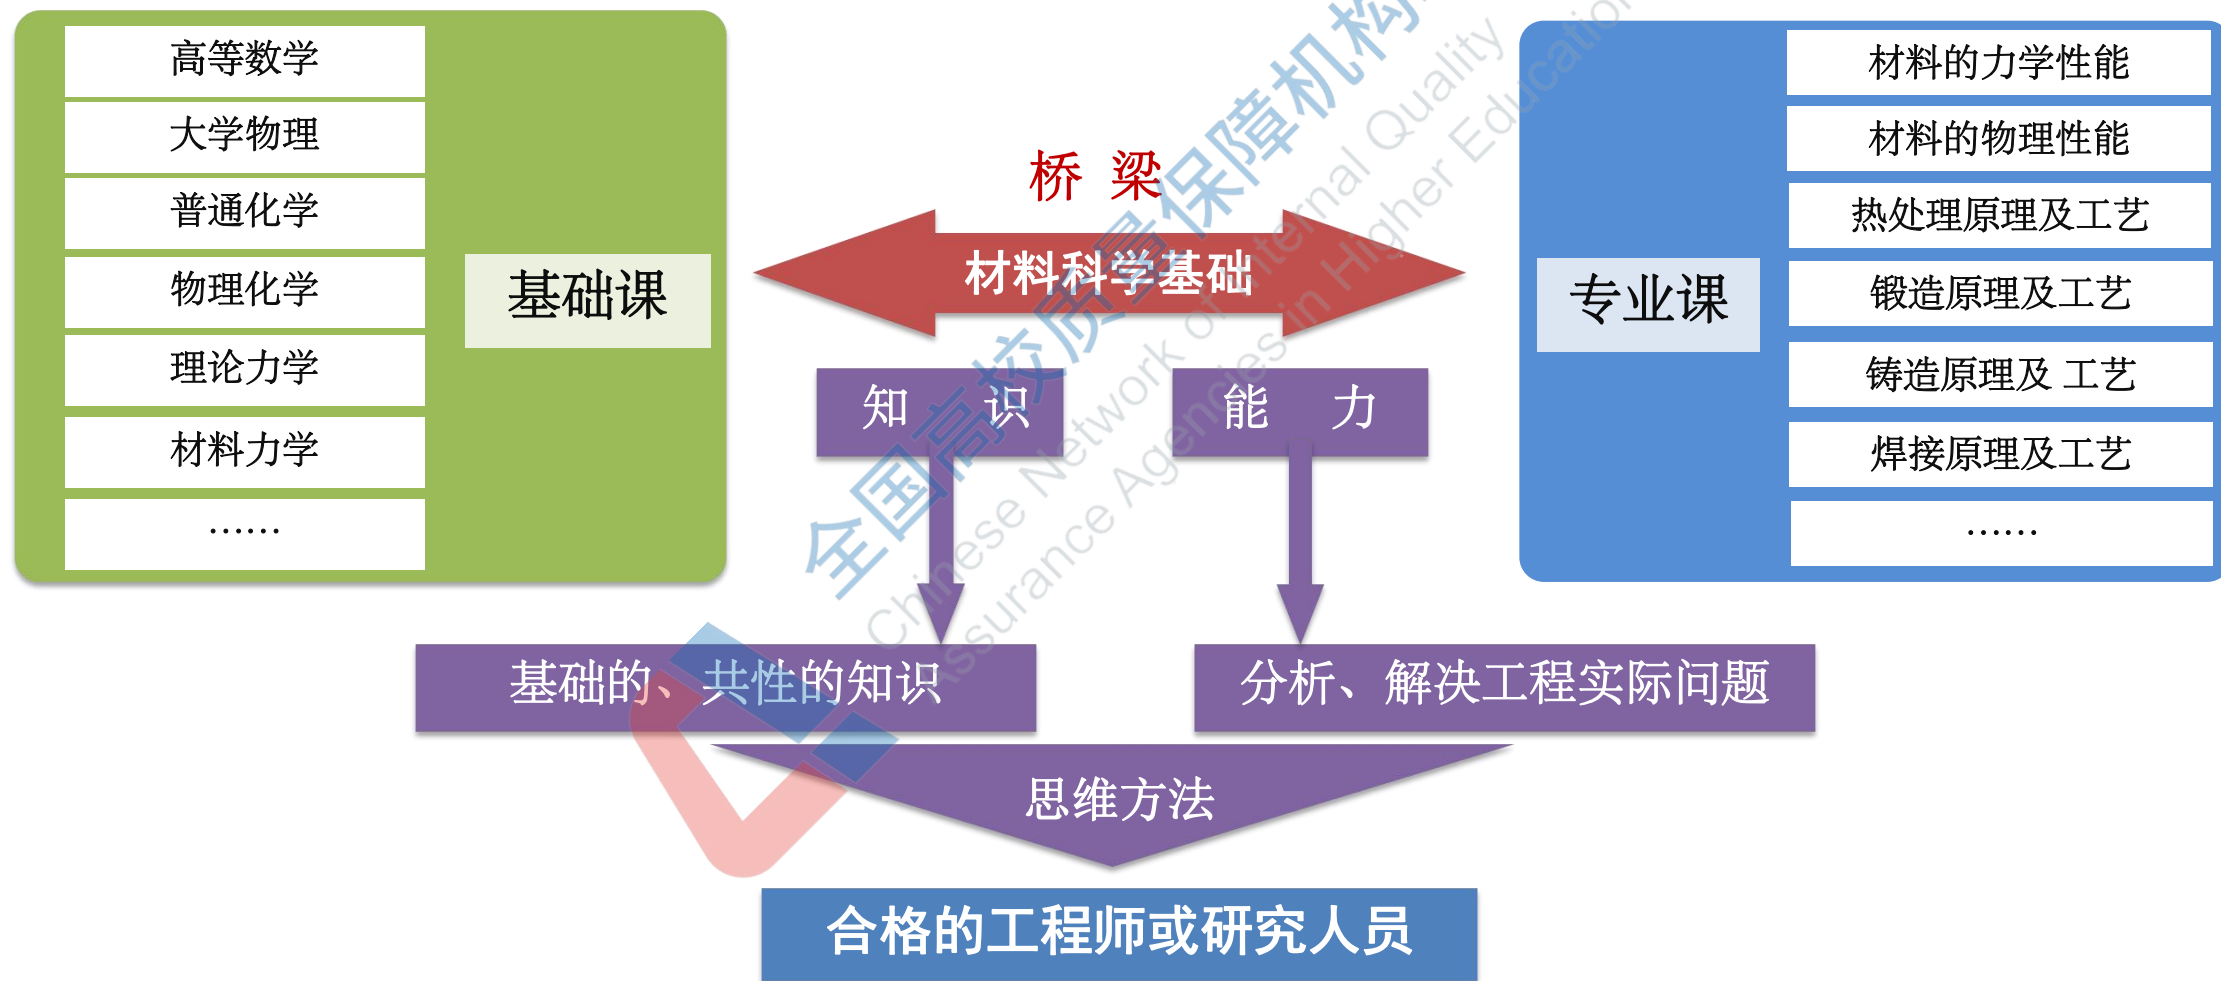 高等数学
大学物理
普通化学
物理化学
理论力学
材料力学
……
基础课
桥 梁
材料科学基础
知 识
能 力
专业课
材料的力学性能
材料的物理性能
热处理原理及工艺
锻造原理及工艺
铸造原理及 工艺
焊接原理及工艺
……
基础的、共性的知识
分析、解决工程实际问题
思维方法
合格的工程师或研究人员
全国高校质量保障机构
Chinese Network of Internal Quality
Assurance Agencies in Higher Education